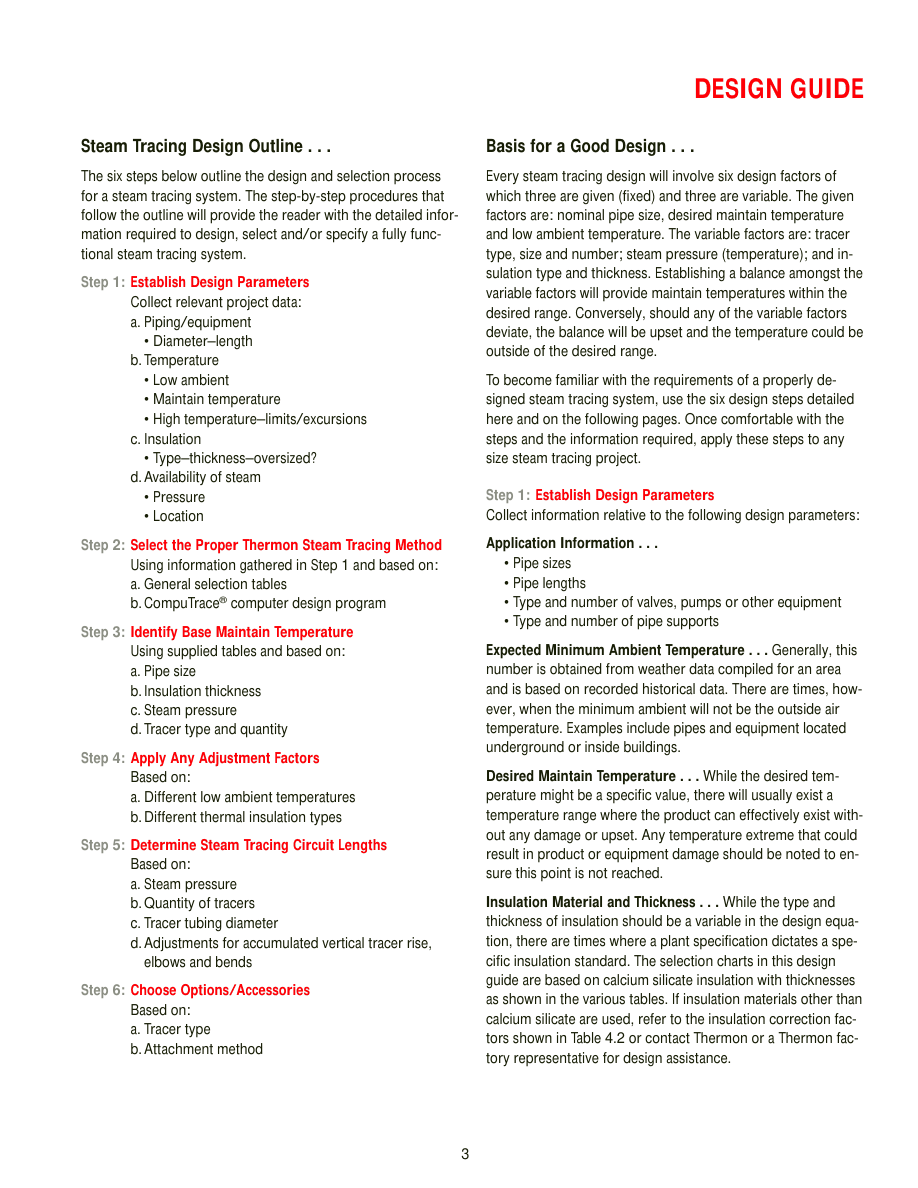 DESIGN GUIDE
Steam Tracing Design Outline . . .
The six steps below outline the design and selection process
for a steam tracing system. The step-by-step procedures that
follow the outline will provide the reader with the detailed infor-
mation required to design, select and/or specify a fully func-
tional steam tracing system.
Step 1: Establish Design Parameters
Collect relevant project data:
a. Piping/equipment
• Diameter–length
b. Temperature
• Low ambient
• Maintain temperature
• High temperature–limits/excursions
c. Insulation
• Type–thickness–oversized?
d. Availability of steam
• Pressure
• Location
Step 2: Select the Proper Thermon Steam Tracing Method
Using information gathered in Step 1 and based on:
a. General selection tables
b. CompuTrace® computer design program
Step 3: Identify Base Maintain Temperature
Using supplied tables and based on:
a. Pipe size
b. Insulation thickness
c. Steam pressure
d. Tracer type and quantity
Step 4: Apply Any Adjustment Factors
Based on:
a. Different low ambient temperatures
b. Different thermal insulation types
Step 5: Determine Steam Tracing Circuit Lengths
Based on:
a. Steam pressure
b. Quantity of tracers
c. Tracer tubing diameter
d. Adjustments for accumulated vertical tracer rise,
elbows and bends
Step 6: Choose Options/Accessories
Based on:
a. Tracer type
b. Attachment method
Basis for a Good Design . . .
Every steam tracing design will involve six design factors of
which three are given (fixed) and three are variable. The given
factors are: nominal pipe size, desired maintain temperature
and low ambient temperature. The variable factors are: tracer
type, size and number; steam pressure (temperature); and in-
sulation type and thickness. Establishing a balance amongst the
variable factors will provide maintain temperatures within the
desired range. Conversely, should any of the variable factors
deviate, the balance will be upset and the temperature could be
outside of the desired range.
To become familiar with the requirements of a properly de-
signed steam tracing system, use the six design steps detailed
here and on the following pages. Once comfortable with the
steps and the information required, apply these steps to any
size steam tracing project.
Step 1: Establish Design Parameters
Collect information relative to the following design parameters:
Application Information . . .
• Pipe sizes
• Pipe lengths
• Type and number of valves, pumps or other equipment
• Type and number of pipe supports
Expected Minimum Ambient Temperature . . . Generally, this
number is obtained from weather data compiled for an area
and is based on recorded historical data. There are times, how-
ever, when the minimum ambient will not be the outside air
temperature. Examples include pipes and equipment located
underground or inside buildings.
Desired Maintain Temperature . . . While the desired tem-
perature might be a specific value, there will usually exist a
temperature range where the product can effectively exist with-
out any damage or upset. Any temperature extreme that could
result in product or equipment damage should be noted to en-
sure this point is not reached.
Insulation Material and Thickness . . . While the type and
thickness of insulation should be a variable in the design equa-
tion, there are times where a plant specification dictates a spe-
cific insulation standard. The selection charts in this design
guide are based on calcium silicate insulation with thicknesses
as shown in the various tables. If insulation materials other than
calcium silicate are used, refer to the insulation correction fac-
tors shown in Table 4.2 or contact Thermon or a Thermon fac-
tory representative for design assistance.
3